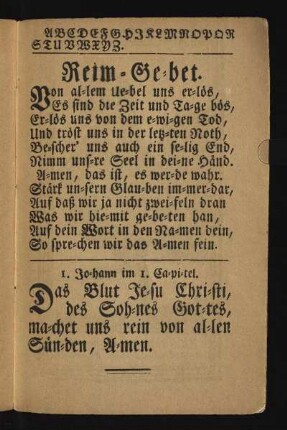 ABCDEFGHIKLMNOPQR
STUVWXYZ.
Reim-Ge-bet.
Von al-lem Ue-bel uns er-lös,
Es sind die Zeit und Ta-ge bös,
Er-lös uns von dem e-wi-gen Tod,
Und tröst uns in der letz-ten Noth,
Be-scher' uns auch ein se-lig End,
Nimm uns-re Seel in dei-ne Händ.
A-men, das ist, es wer-de wahr.
Stärk un-sern Glau-ben im-mer-dar,
Auf daß wir ja nicht zwei-feln dran
Was wir hie-mit ge-be-ten han,
Auf dein Wort in den Na-men dein,
So spre-chen wir das A-men fein.
1. Jo-hann im 1. Ca-pi-tel.
Das Blut Je-su Chri-sti,
des Soh-nes Got-tes,
ma-chet uns rein von al-len
Sün-den, A-men.